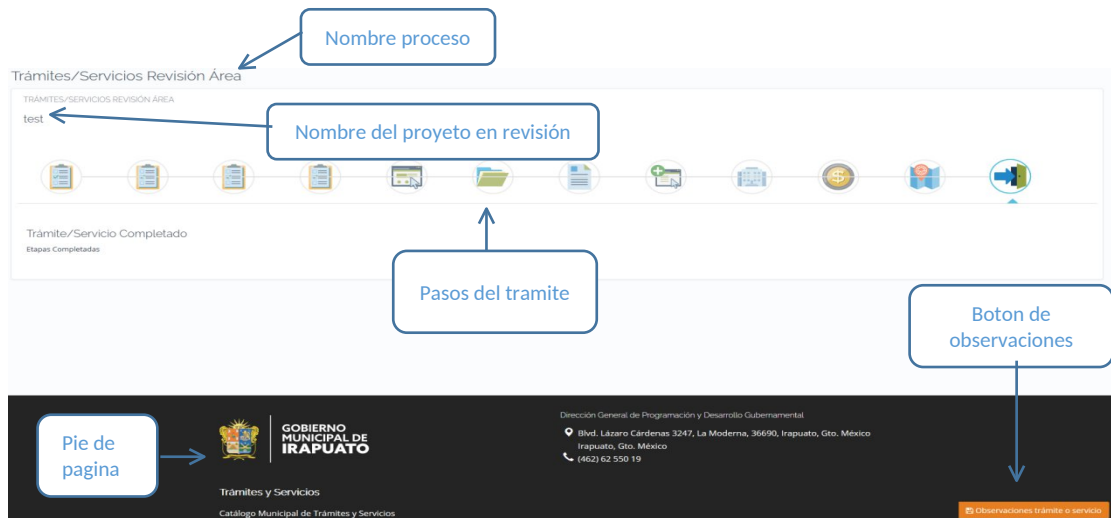 Nombre proceso
Trámites/Servicios Revisión Área
TRÁMITES/SERVICIOS REVISIÓN ÁREA
test
Nombre del proyeto en revisión
Trámite/Servicio Completado
Etapas Completadas
Pasos del tramite
Boton de
observaciones
Pie de
pagina
GOBIERNO
MUNICIPAL DE
IRAPUATO
Dirección General de Programación y Desarrollo Gubernamental
Blvd. Lázaro Cárdenas 3247, La Moderna, 36690, Irapuato, Gto. México
Irapuato, Gto. México
(462) 62 550 19
Trámites y Servicios
Catálogo Municipal de Trámites y Servicios
Observaciones trámite o servicio